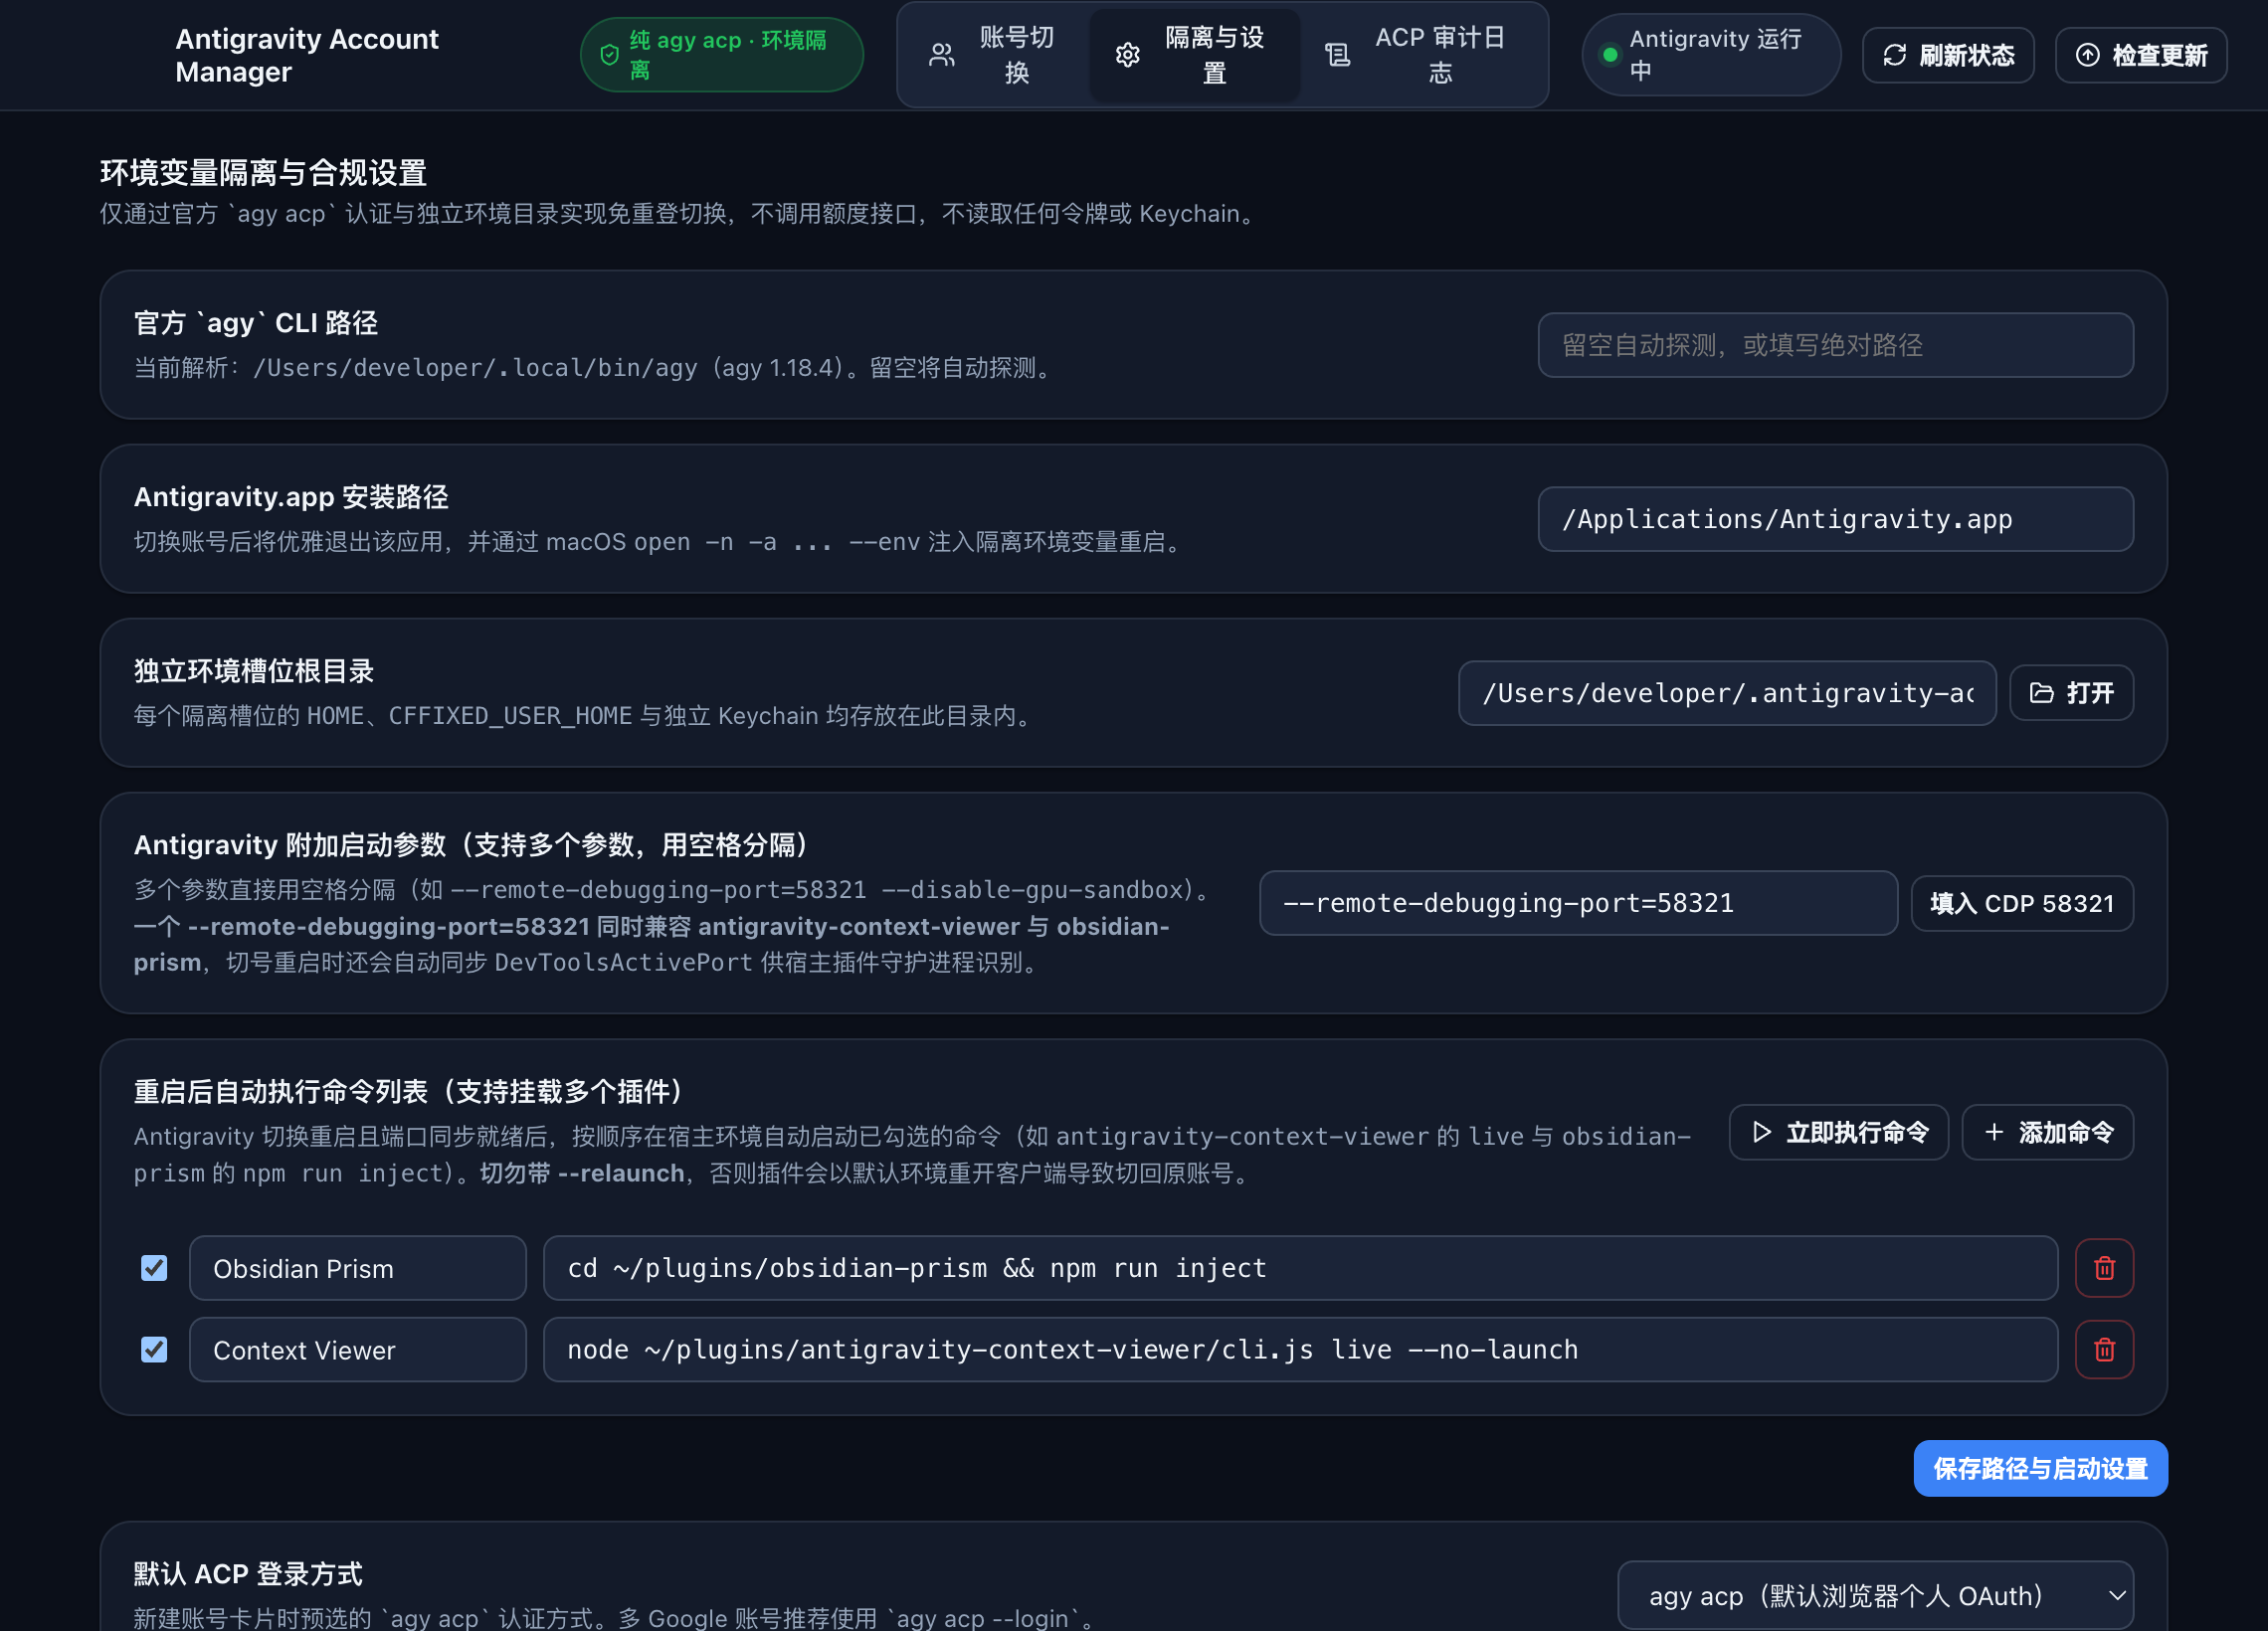 Antigravity Account
Manager
纯 agy acp · 环境隔
离
账号切
换
隔离与设
置
ACP 审计日
志
Antigravity 运行
中
刷新状态
检查更新
环境变量隔离与合规设置
仅通过官方 `agy acp` 认证与独立环境目录实现免重登切换，不调用额度接口，不读取任何令牌或 Keychain。
官方 `agy` CLI 路径
当前解析：/Users/developer/.local/bin/agy（agy 1.18.4）。留空将自动探测。
留空自动探测，或填写绝对路径
Antigravity.app 安装路径
切换账号后将优雅退出该应用，并通过 macOS open -n -a ... --env 注入隔离环境变量重启。
/Applications/Antigravity.app
独立环境槽位根目录
每个隔离槽位的 HOME、CFFIXED_USER_HOME 与独立 Keychain 均存放在此目录内。
/Users/developer/.antigravity-ac
打开
Antigravity 附加启动参数（支持多个参数，用空格分隔）
多个参数直接用空格分隔（如 --remote-debugging-port=58321 --disable-gpu-sandbox）。
一个 --remote-debugging-port=58321 同时兼容 antigravity-context-viewer 与 obsidian-
prism，切号重启时还会自动同步 DevToolsActivePort 供宿主插件守护进程识别。
--remote-debugging-port=58321
填入 CDP 58321
重启后自动执行命令列表（支持挂载多个插件）
Antigravity 切换重启且端口同步就绪后，按顺序在宿主环境自动启动已勾选的命令（如 antigravity-context-viewer 的 live 与 obsidian-
prism 的 npm run inject）。切勿带 --relaunch，否则插件会以默认环境重开客户端导致切回原账号。
立即执行命令
添加命令
Obsidian Prism
cd ~/plugins/obsidian-prism && npm run inject
Context Viewer
node ~/plugins/antigravity-context-viewer/cli.js live --no-launch
保存路径与启动设置
默认 ACP 登录方式
新建账号卡片时预选的 `agy acp` 认证方式。多 Google 账号推荐使用 `agy acp --login`。
agy acp（默认浏览器个人 OAuth）